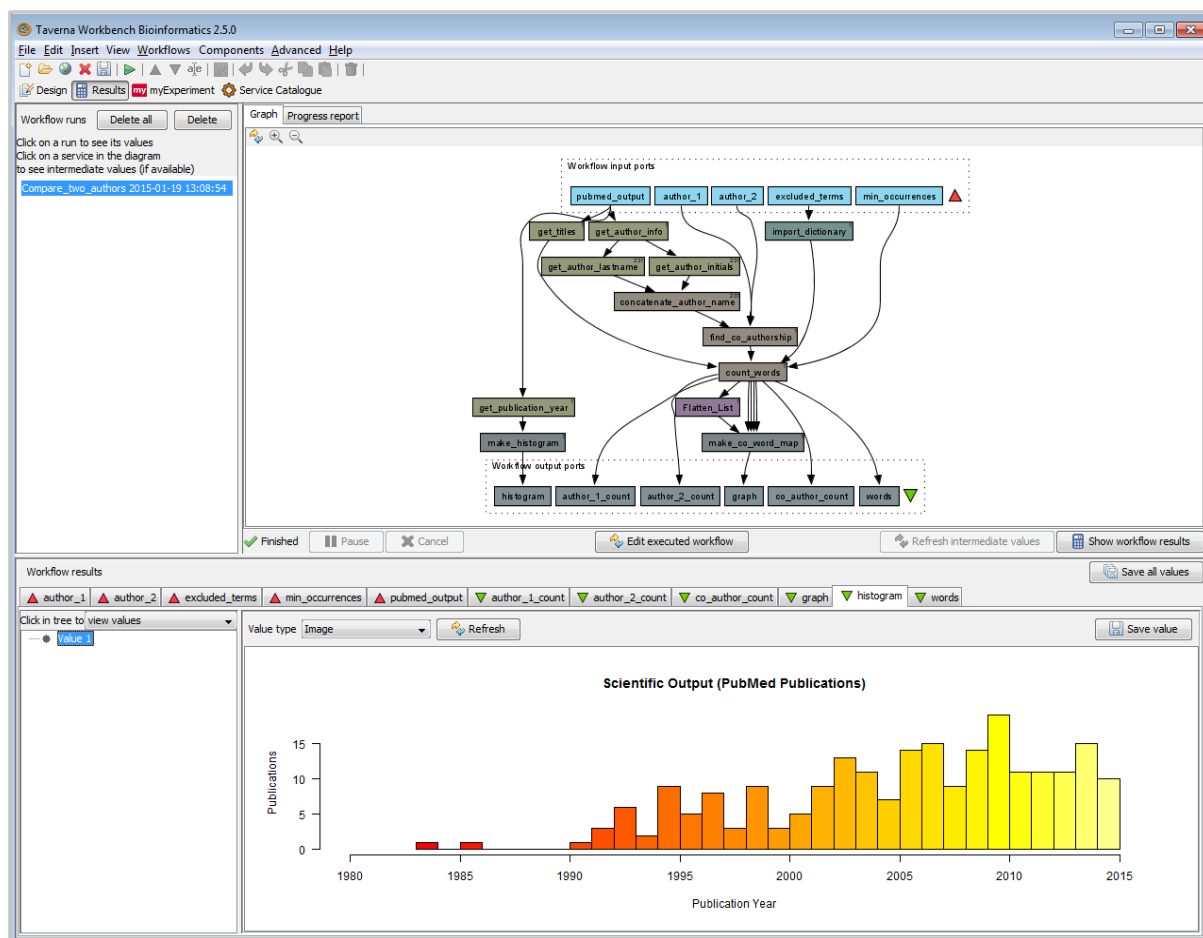 Taverna Workbench Bioinformatics 2.5.0
File Edit Insert View Workflows Components Advanced Help
Design Results my myExperiment Service Catalogue
Workflow runs Delete all Delete
Click on a run to see its values
Click on a service in the diagram
to see intermediate values (if available)
Compare_two_authors 2015-01-19 13:08:54
Graph Progress report
Workflow input ports
pubmed_output author_1 author_2 excluded_terms min_occurrences
get_titles get_author_info import_dictionary
get_author_lastname get_author_initials
concatenate_author_name
find_co_authorship
count_words
get_publication_year Flatten_List
make_histogram make_co_word_map
Workflow output ports
histogram author_1_count author_2_count graph co_author_count words
Finished Pause Cancel Edit executed workflow Refresh intermediate values Show workflow results
Workflow results
Save all values
author_1 author_2 excluded_terms min_occurrences pubmed_output author_1_count author_2_count co_author_count graph histogram words
Click in tree to view values
Value 1
Value type Image Refresh Save value
Scientific Output (PubMed Publications)
Publications
15
10
5
0
1980 1985 1990 1995 2000 2005 2010 2015
Publication Year